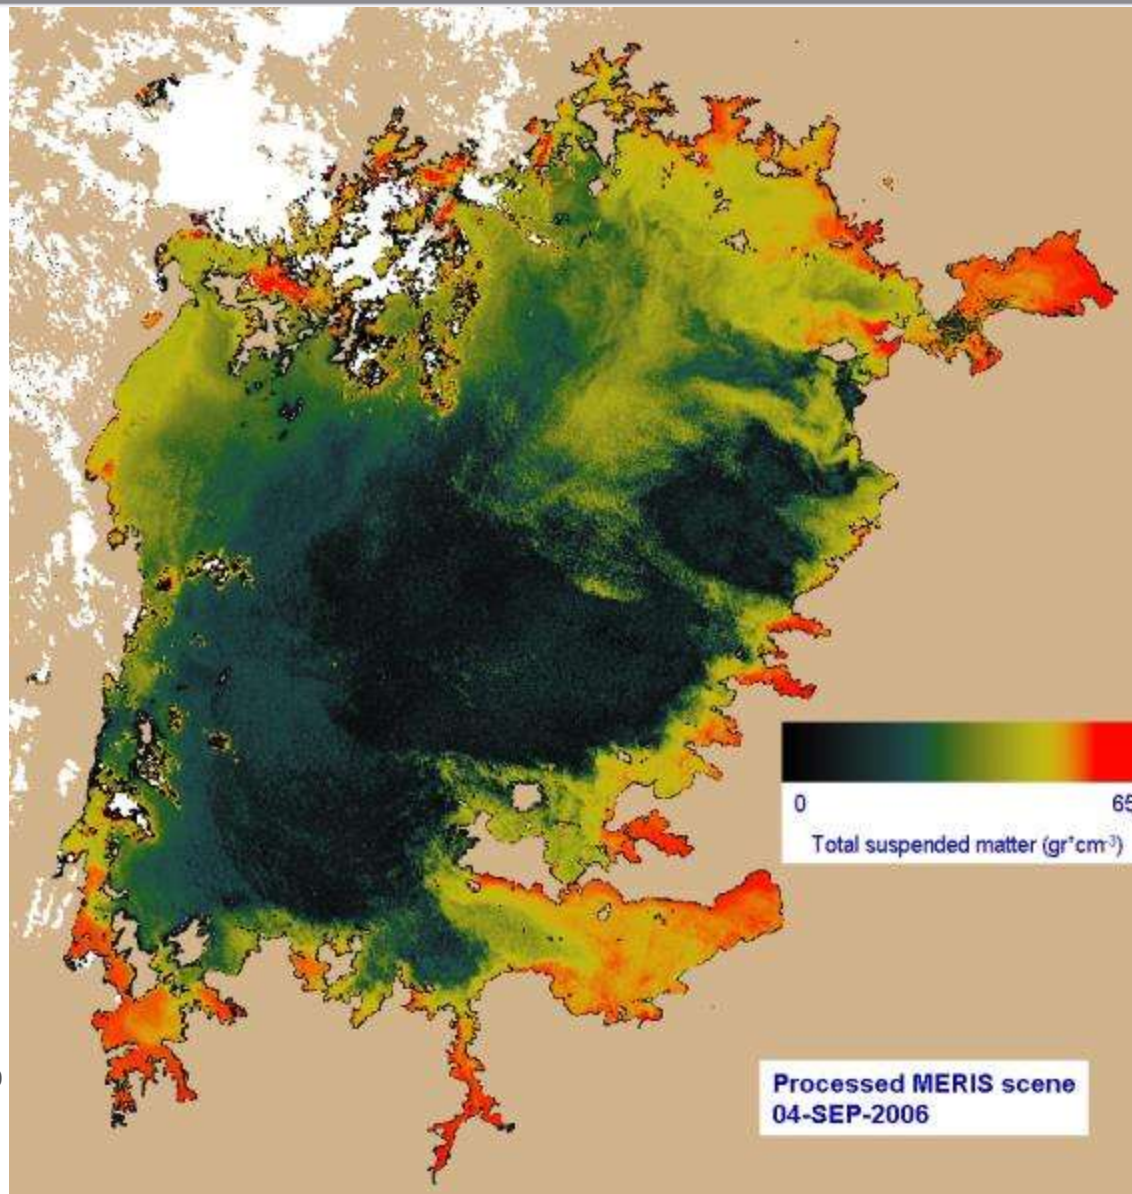 0 65
Total suspended matter (gr*cm⁻³)
Processed MERIS scene
04-SEP-2006